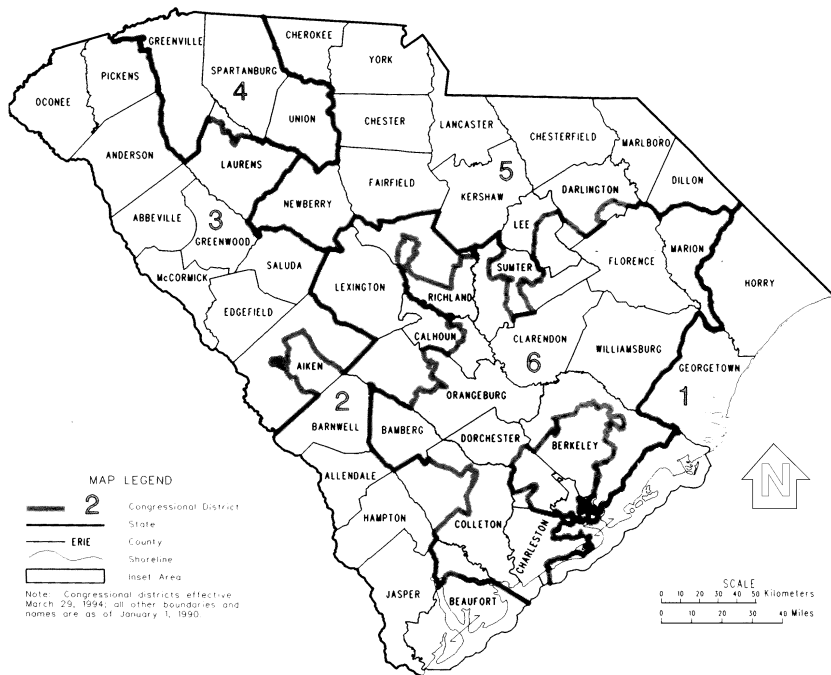 GREENVILLE
CHEROKEE
YORK
PICKENS
SPARTANBURG
4
OCONEE
UNION
CHESTER
LANCASTER
CHESTERFIELD
MARLBORO
ANDERSON
LAURENS
DILLON
5
FAIRFIELD
KERSHAW
DARLINGTON
NEWBERRY
ABBEVILLE
3
GREENWOOD
LEE
SALUDA
SUMTER
FLORENCE
MARION
McCORMICK
LEXINGTON
RICHLAND
HORRY
EDGEFIELD
CALHOUN
CLARENDON
6
WILLIAMSBURG
AIKEN
GEORGETOWN
1
2
ORANGEBURG
BARNWELL
BAMBERG
DORCHESTER
BERKELEY
ALLENDALE
HAMPTON
COLLETON
CHARLESTON
JASPER
BEAUFORT
N
MAP LEGEND
2 Congressional District
State
ERIE County
Shoreline
Inset Area
Note: Congressional districts effective
March 29, 1994; all other boundaries and
names are as of January 1, 1990.
SCALE
0 10 20 30 40 50 Kilometers
0 10 20 30 40 Miles